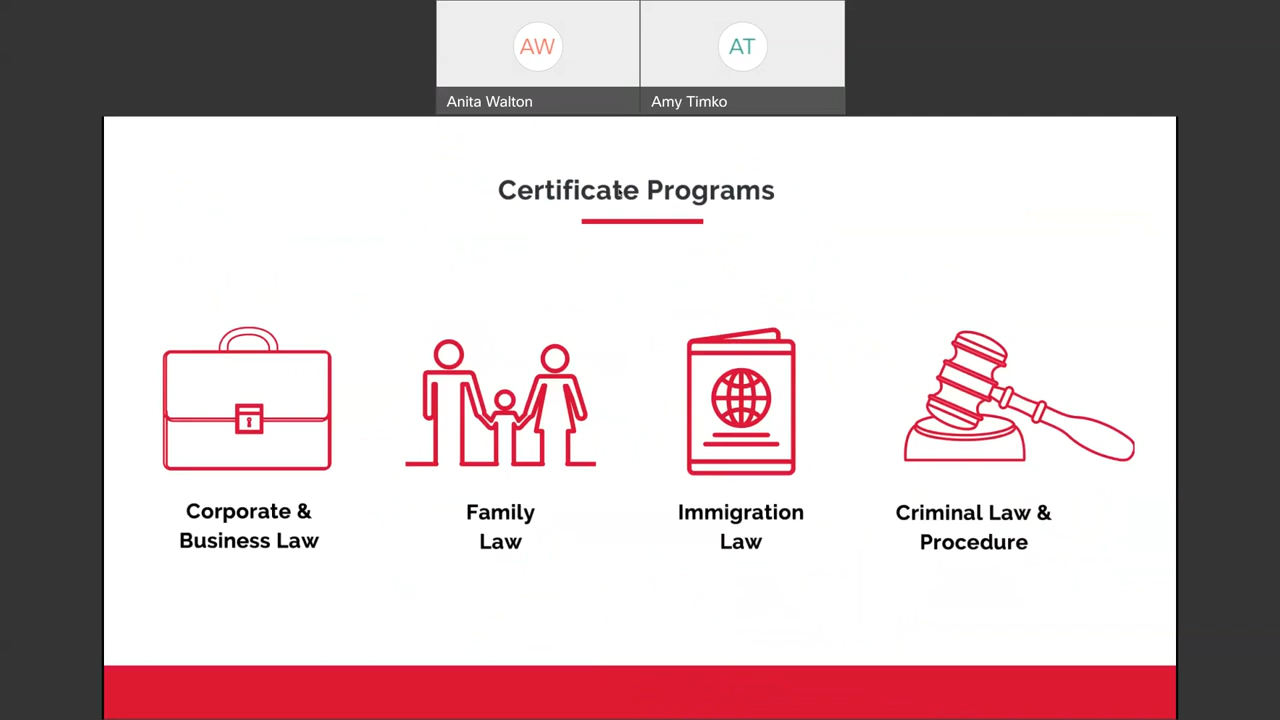 AW
AT
Anita Walton
Amy Timko
Certificate Programs
Corporate &
Business Law
Family
Law
Immigration
Law
Criminal Law &
Procedure